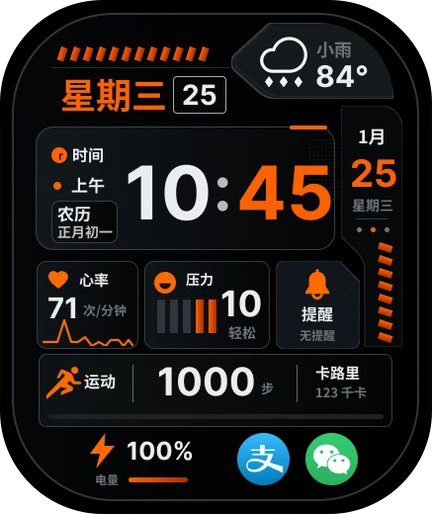 小雨
84°
星期三 25
1月
25
星期三
时间
上午
农历
正月初一
10:45
心率
71 次/分钟
压力
10
轻松
提醒
无提醒
运动
1000 步
卡路里
123 千卡
100%
电量
支